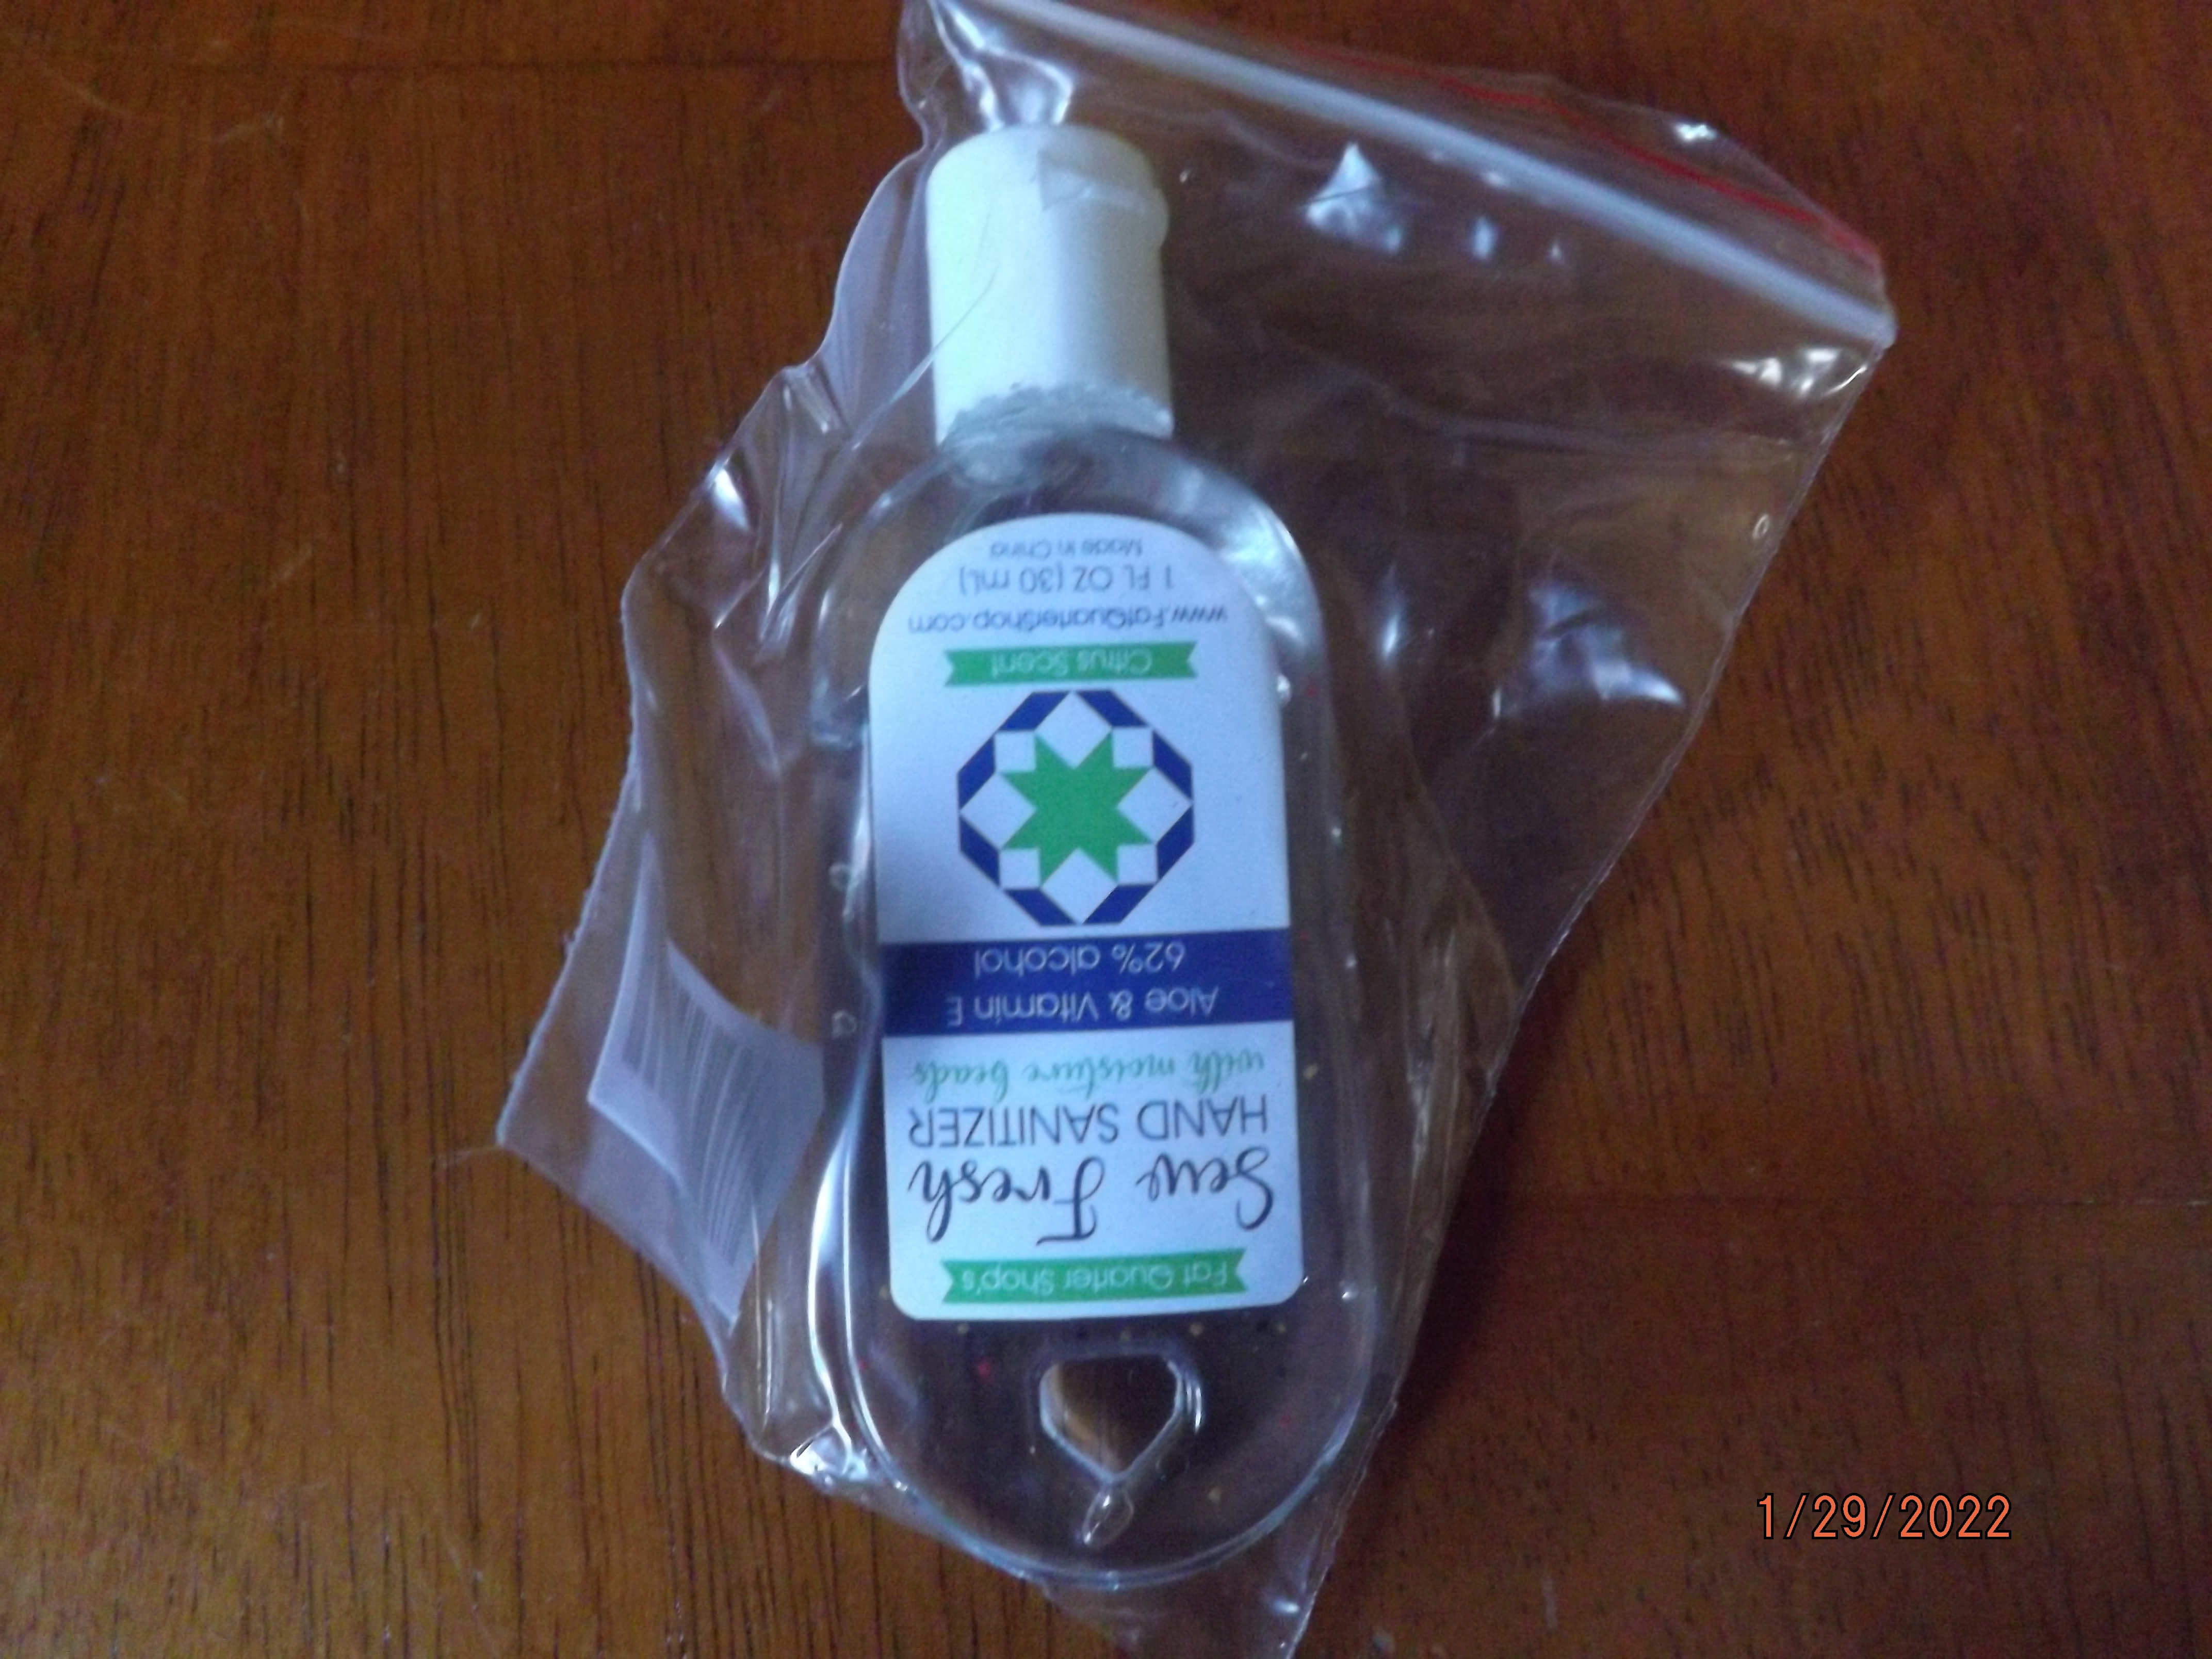 Fat Quarter Shop's
Sew Fresh
HAND SANITIZER
with moisture beads
Aloe & Vitamin E
62% alcohol
Citrus Scent
www.FatQuarterShop.com
1 FL OZ (30 mL)
Made in China
1/29/2022